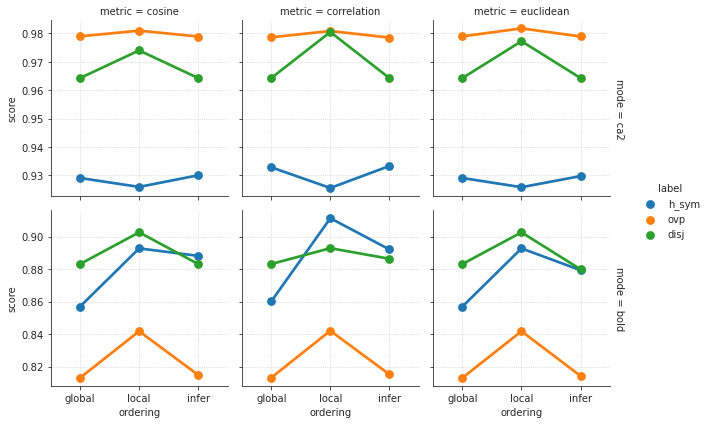 metric = cosine
metric = correlation
metric = euclidean
0.98
0.97
0.96
0.95
0.94
0.93
score
mode = ca2
label
h_sym
ovp
disj
0.90
0.88
0.86
0.84
0.82
score
mode = bold
global local infer
global local infer
global local infer
ordering
ordering
ordering